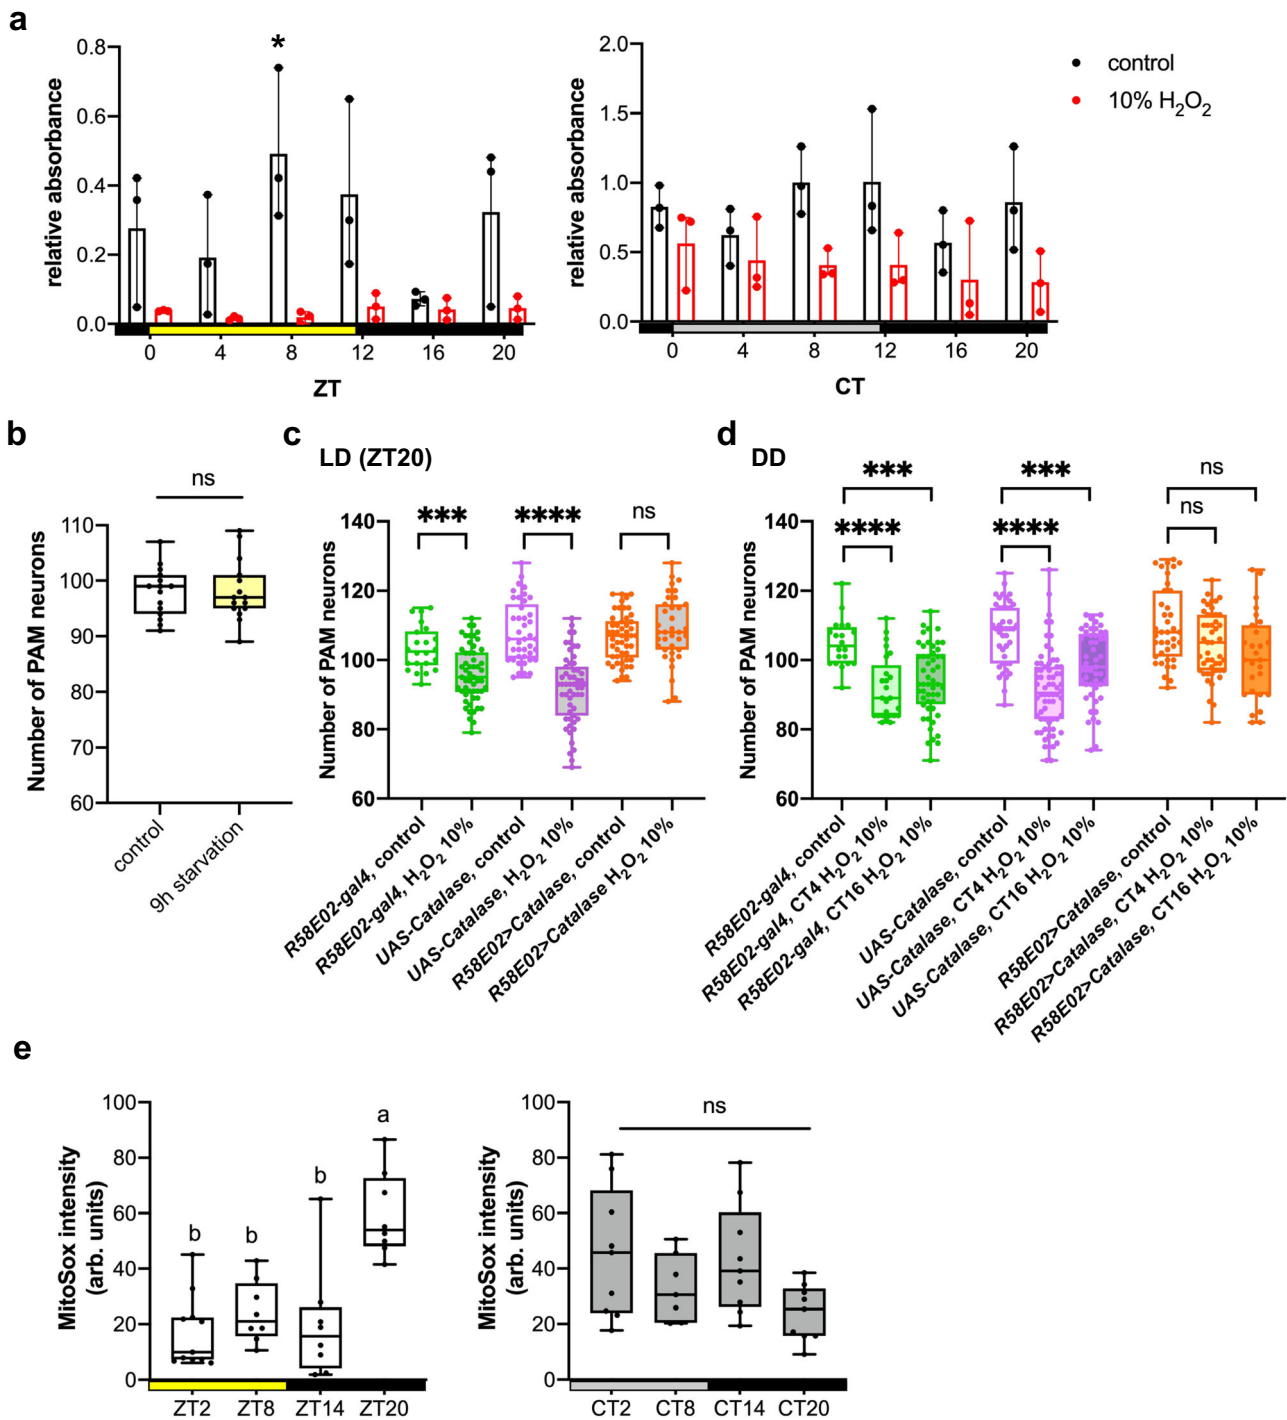 a
0.8
0.6
0.4
0.2
0.0
relative absorbance
*
0 4 8 12 16 20
ZT
2.0
1.5
1.0
0.5
0.0
relative absorbance
0 4 8 12 16 20
CT
control
10% H2O2
b
ns
110
100
90
80
70
60
Number of PAM neurons
control
9h starvation
c
LD (ZT20)
*** **** ns
140
120
100
80
60
Number of PAM neurons
R58E02-gal4, control
R58E02-gal4, H2O2 10%
UAS-Catalase, control
UAS-Catalase, H2O2 10%
R58E02>Catalase, control
R58E02>Catalase H2O2 10%
d
DD
*** *** ns
**** **** ns
140
120
100
80
60
Number of PAM neurons
R58E02-gal4, control
R58E02-gal4, CT4 H2O2 10%
R58E02-gal4, CT16 H2O2 10%
UAS-Catalase, control
UAS-Catalase, CT4 H2O2 10%
UAS-Catalase, CT16 H2O2 10%
R58E02>Catalase, control
R58E02>Catalase, CT4 H2O2 10%
R58E02>Catalase, CT16 H2O2 10%
e
100
80
60
40
20
0
MitoSox intensity
(arb. units)
b b b a
ZT2 ZT8 ZT14 ZT20
100
80
60
40
20
0
MitoSox intensity
(arb. units)
ns
CT2 CT8 CT14 CT20